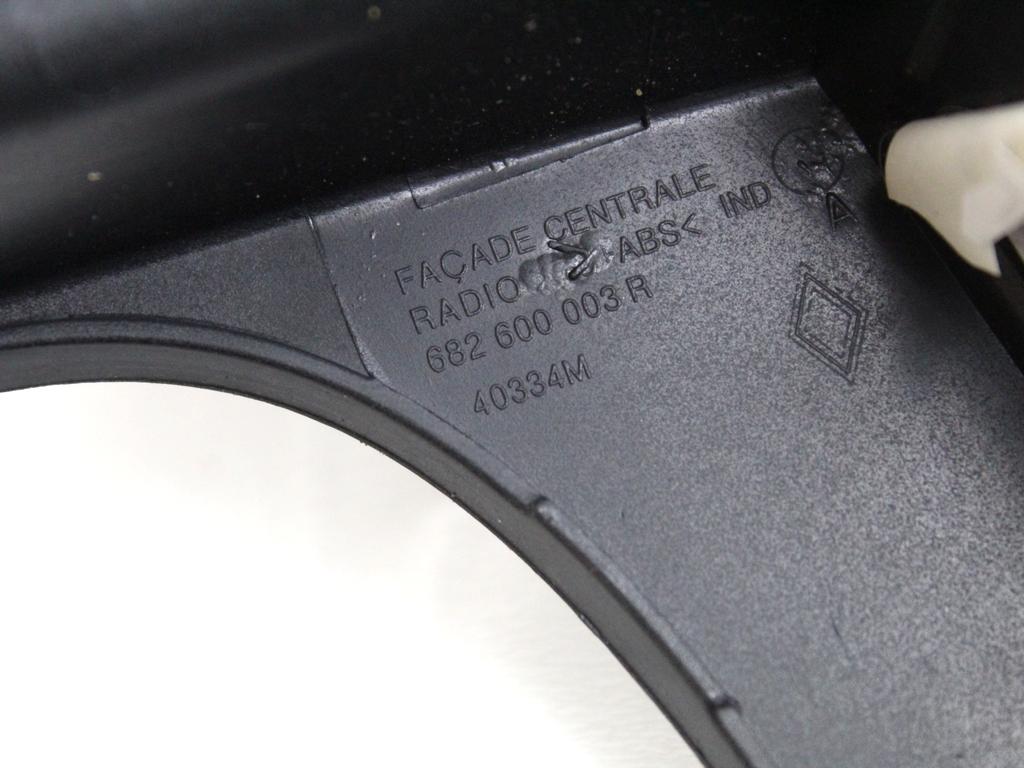 FAÇADE CENTRALE
RADIO >ABS< IND A
682 600 003 R
40334M